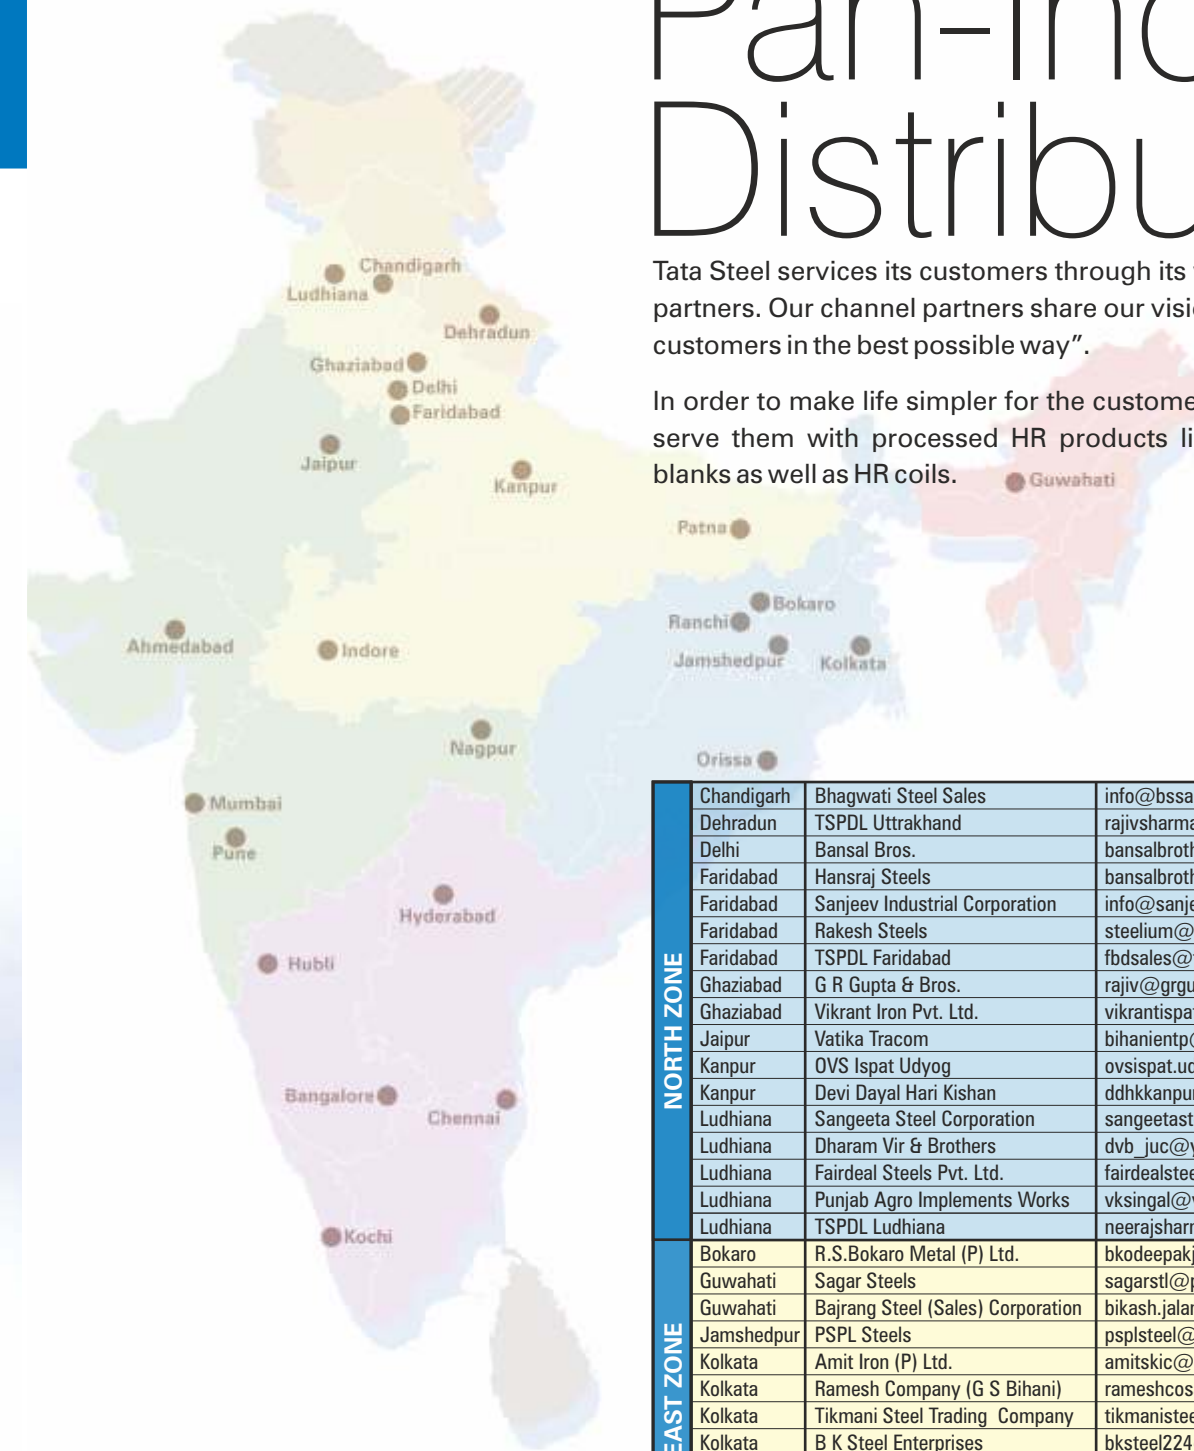 Pan-Ind
Distribu
Tata Steel services its customers through its
partners. Our channel partners share our visi
customers in the best possible way”.
In order to make life simpler for the custome
serve them with processed HR products li
blanks as well as HR coils.
Chandigarh
Ludhiana
Dehradun
Ghaziabad
Delhi
Faridabad
Jaipur
Kanpur
Guwahati
Patna
Bokaro
Ranchi
Jamshedpur
Kolkata
Ahmedabad
Indore
Nagpur
Orissa
Mumbai
Pune
Hyderabad
Hubli
Bangalore
Chennai
Kochi
NORTH ZONE
Chandigarh Bhagwati Steel Sales info@bssa
Dehradun TSPDL Uttrakhand rajivsharma
Delhi Bansal Bros. bansalbroth
Faridabad Hansraj Steels bansalbroth
Faridabad Sanjeev Industrial Corporation info@sanje
Faridabad Rakesh Steels steelium@
Faridabad TSPDL Faridabad fbdsales@
Ghaziabad G R Gupta & Bros. rajiv@grgu
Ghaziabad Vikrant Iron Pvt. Ltd. vikrantispat
Jaipur Vatika Tracom bihanientp@
Kanpur OVS Ispat Udyog ovsispat.ud
Kanpur Devi Dayal Hari Kishan ddhkkanpur
Ludhiana Sangeeta Steel Corporation sangeetast
Ludhiana Dharam Vir & Brothers dvb_juc@y
Ludhiana Fairdeal Steels Pvt. Ltd. fairdealstee
Ludhiana Punjab Agro Implements Works vksingal@v
Ludhiana TSPDL Ludhiana neerajsharm
EAST ZONE
Bokaro R.S.Bokaro Metal (P) Ltd. bkodeepakj
Guwahati Sagar Steels sagarstl@p
Guwahati Bajrang Steel (Sales) Corporation bikash.jalan
Jamshedpur PSPL Steels psplsteel@
Kolkata Amit Iron (P) Ltd. amitskic@
Kolkata Ramesh Company (G S Bihani) rameshcos
Kolkata Tikmani Steel Trading Company tikmanistee
Kolkata B K Steel Enterprises bksteel224